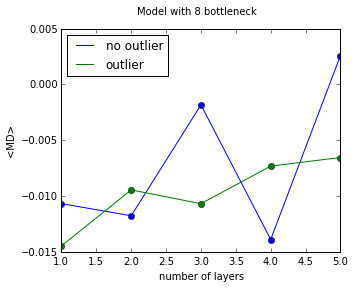 Model with 8 bottleneck
0.005
no outlier
outlier
0.000
<MD>
−0.005
−0.010
−0.015
1.0 1.5 2.0 2.5 3.0 3.5 4.0 4.5 5.0
number of layers